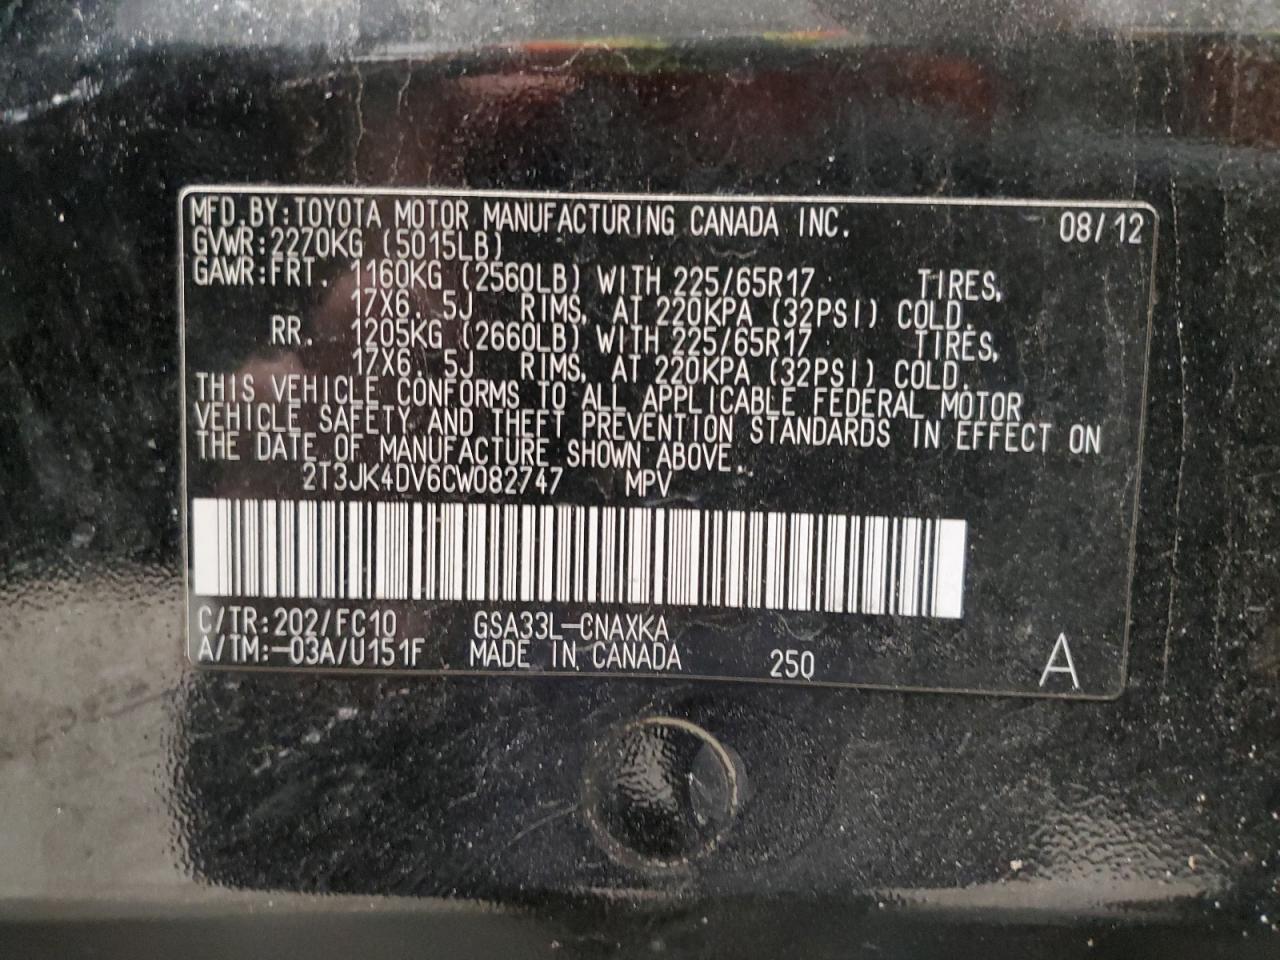 MFD.BY:TOYOTA MOTOR MANUFACTURING CANADA INC. 08/12
GVWR:2270KG (5015LB)
GAWR:FRT. 1160KG (2560LB) WITH 225/65R17 TIRES,
17X6.5J RIMS, AT 220KPA (32PSI) COLD.
RR. 1205KG (2660LB) WITH 225/65R17 TIRES,
17X6.5J RIMS, AT 220KPA (32PSI) COLD.
THIS VEHICLE CONFORMS TO ALL APPLICABLE FEDERAL MOTOR
VEHICLE SAFETY AND THEFT PREVENTION STANDARDS IN EFFECT ON
THE DATE OF MANUFACTURE SHOWN ABOVE.
2T3JK4DV6CW082747 MPV
C/TR:202/FC10 GSA33L-CNAXKA
A/TM:-03A/U151F MADE IN CANADA 250 A